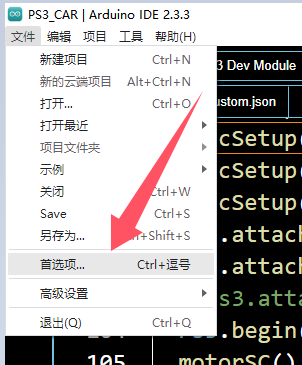 PS3_CAR | Arduino IDE 2.3.3
文件 编辑 项目 工具 帮助(H)
新建项目 Ctrl+N
新的云端项目 Alt+Ctrl+N
打开... Ctrl+O
打开最近
项目文件夹
示例
关闭 Ctrl+W
Save Ctrl+S
另存为... +Shift+S
首选项... Ctrl+逗号
高级设置
退出(Q) Ctrl+Q
3 Dev Module
ustom.json
cSetup(
cSetup(
cSetup(
.attach
.attach
s3.atta
.begin(
105 motorSC()